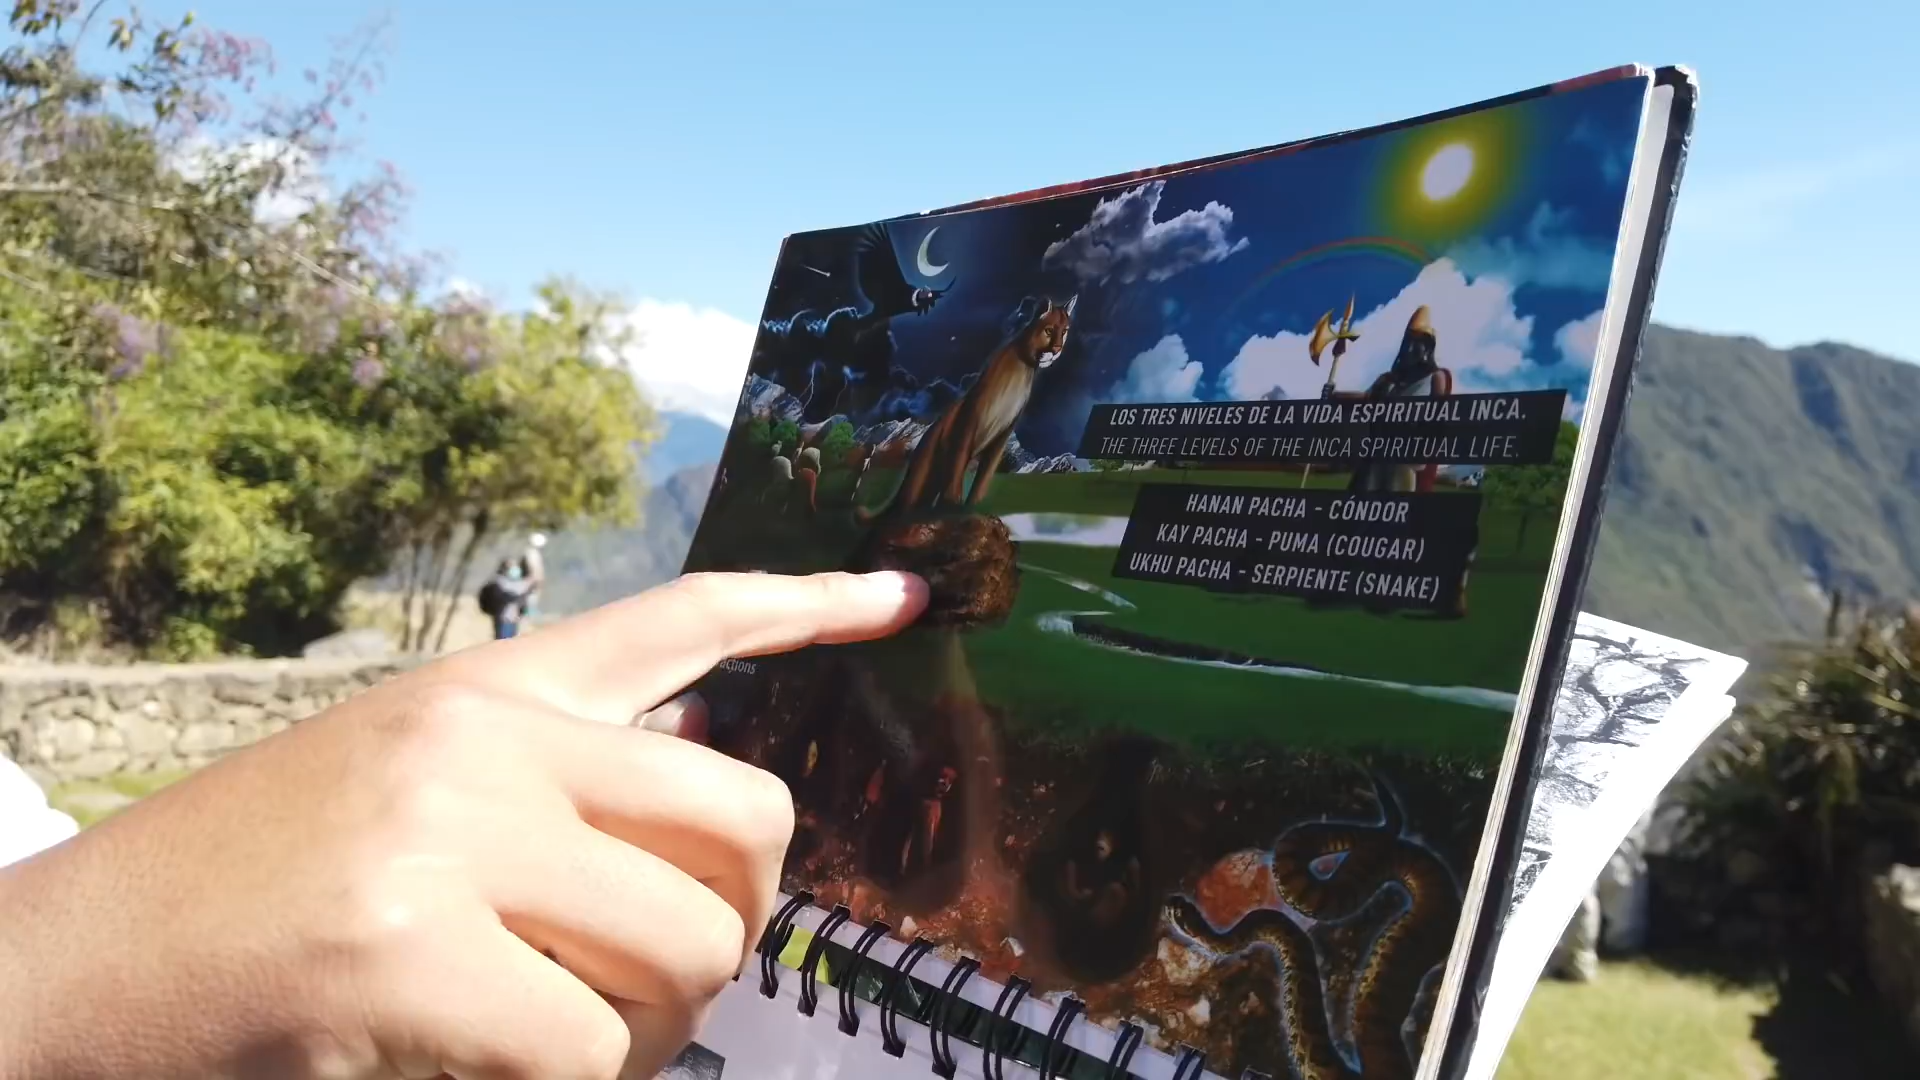 LOS TRES NIVELES DE LA VIDA ESPIRITUAL INCA.
THE THREE LEVELS OF THE INCA SPIRITUAL LIFE.
HANAN PACHA - CÓNDOR
KAY PACHA - PUMA (COUGAR)
UKHU PACHA - SERPIENTE (SNAKE)